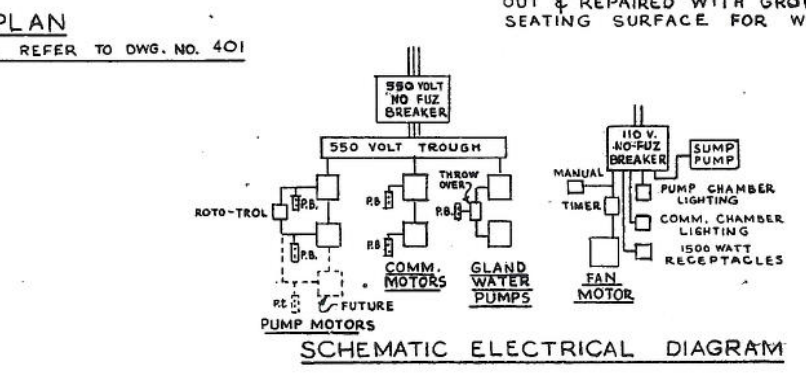 PLAN
REFER TO DWG. NO. 401
OUT & REPAIRED WITH
SEATING SURFACE FOR
550 VOLT
NO FUZ
BREAKER
550 VOLT TROUGH
ROTO-TROL
P.B.
P.B.
P.t
FUTURE
PUMP MOTORS
P.B
P.B
COMM.
MOTORS
THROW
OVER
P.B.
GLAND
WATER
PUMPS
110 V.
NO-FUZ
BREAKER
SUMP
PUMP
MANUAL
TIMER
FAN
MOTOR
PUMP CHAMBER
LIGHTING
COMM. CHAMBER
LIGHTING
1500 WATT
RECEPTACLES
SCHEMATIC ELECTRICAL DIAGRAM